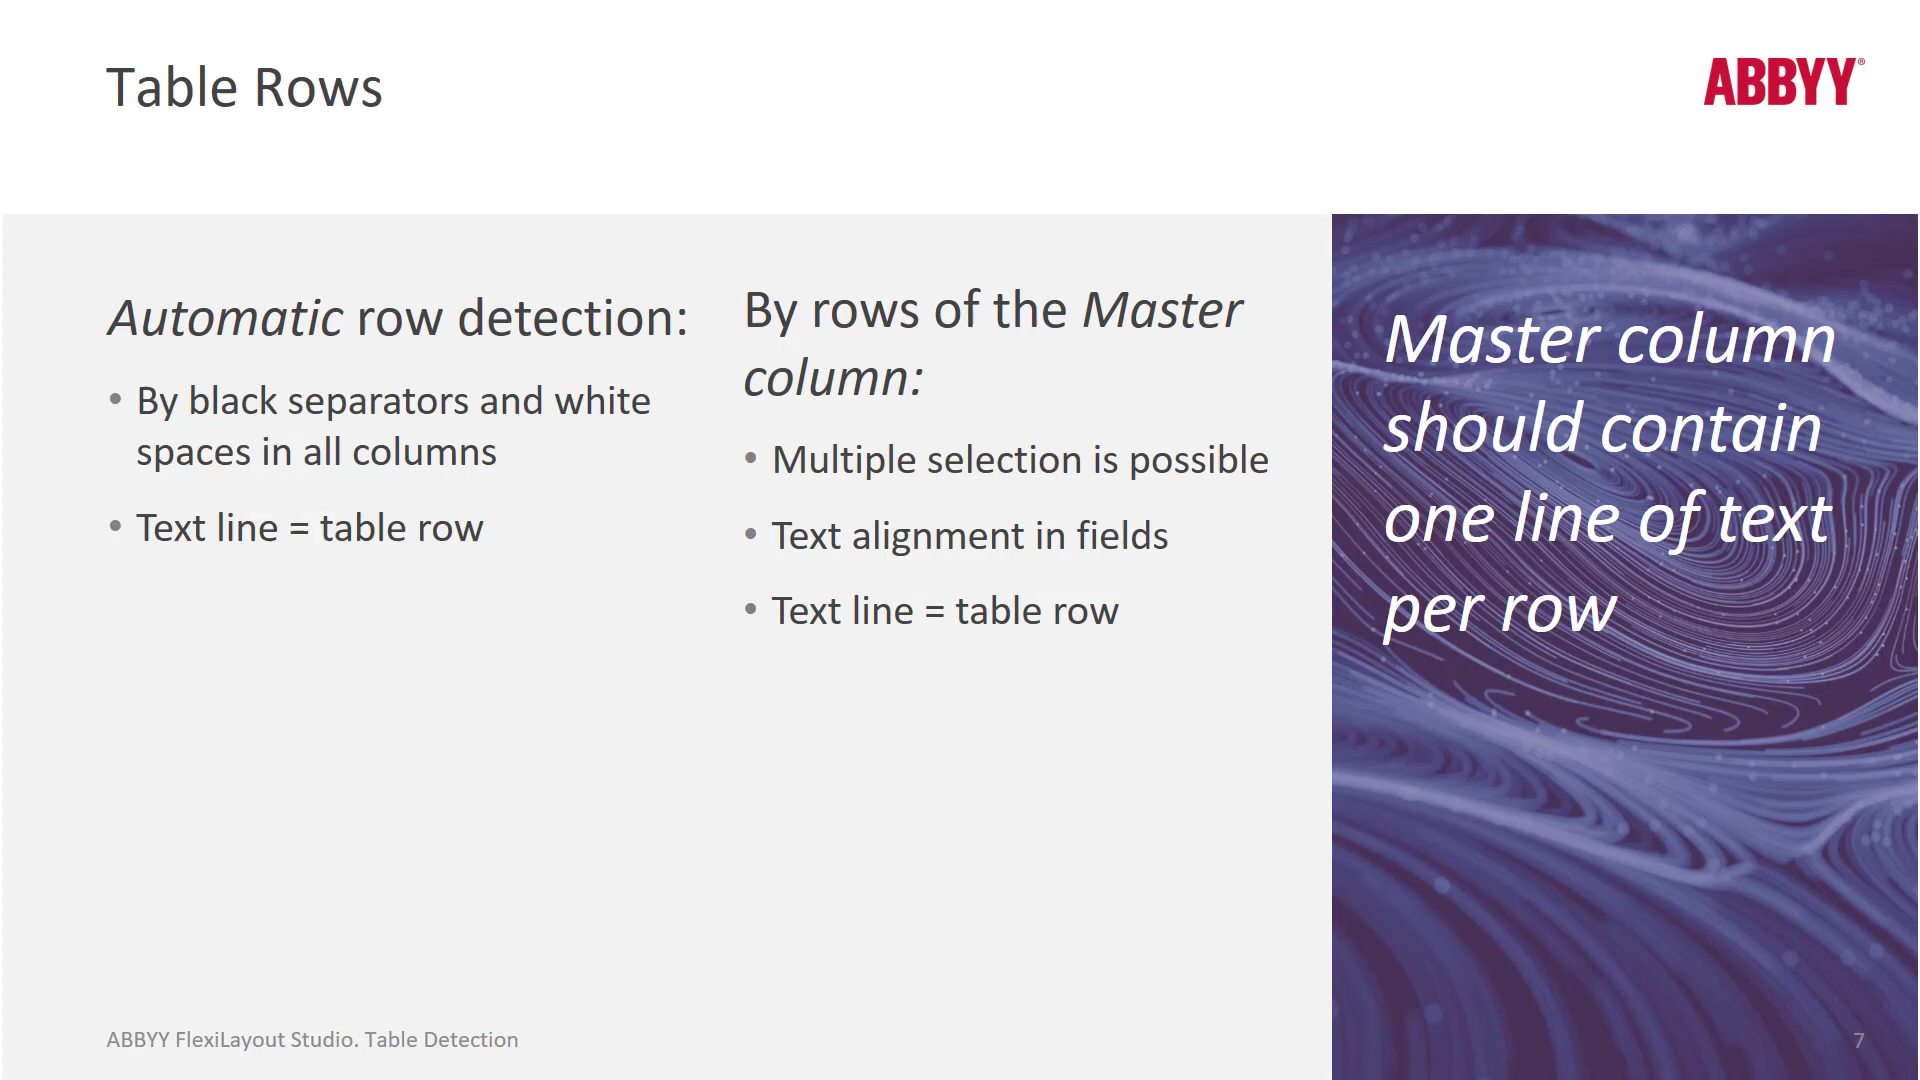 Table Rows
ABBYY®
Automatic row detection:
• By black separators and white
spaces in all columns
• Text line = table row
By rows of the Master
column:
• Multiple selection is possible
• Text alignment in fields
• Text line = table row
Master column
should contain
one line of text
per row
ABBYY FlexiLayout Studio. Table Detection
7